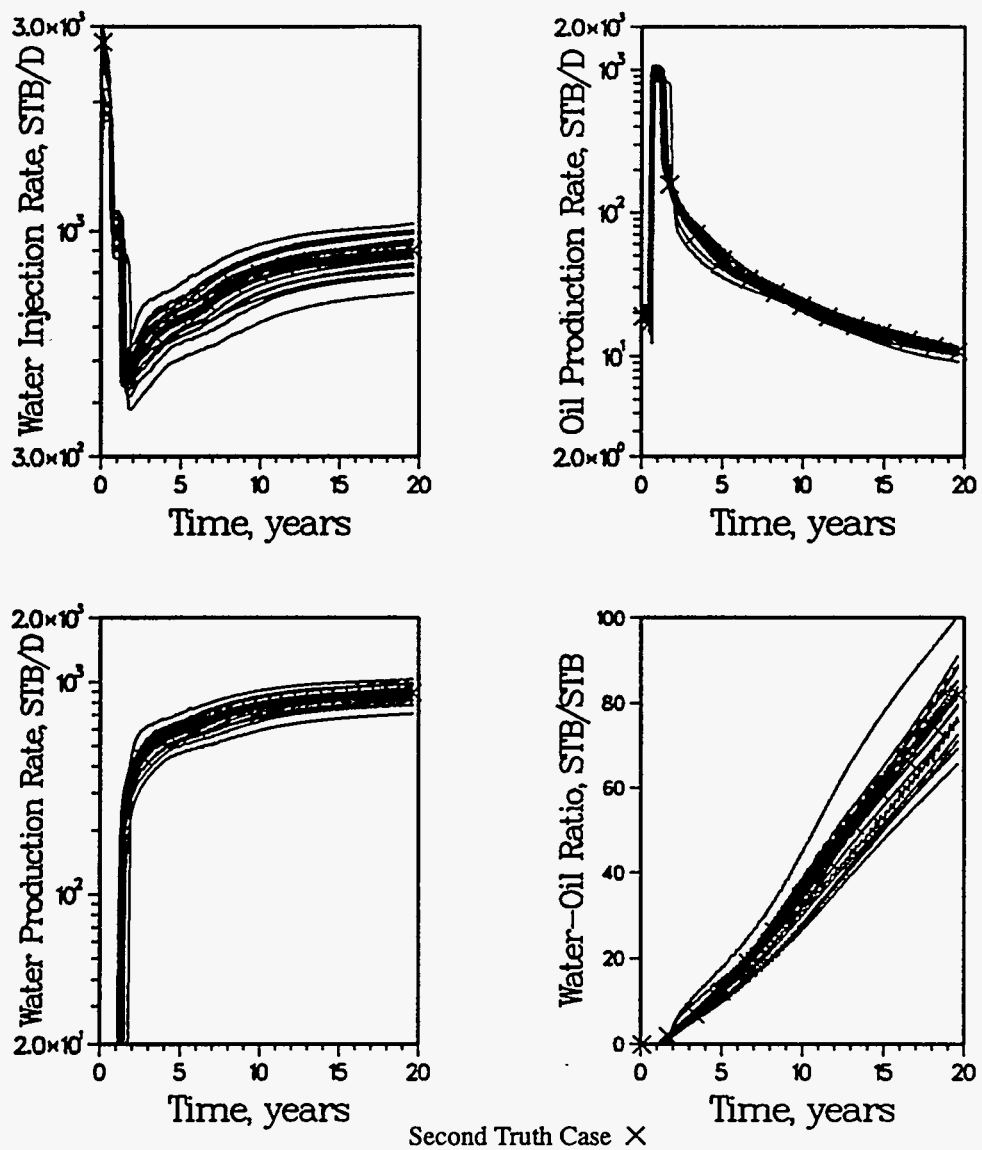 3.0×10³
Water Injection Rate, STB/D
10³
3.0×10²
0 5 10 15 20
Time, years
2.0×10³
10³
Oil Production Rate, STB/D
10²
10¹
2.0×10⁰
0 5 10 15 20
Time, years
2.0×10³
10³
Water Production Rate, STB/D
10²
2.0×10¹
0 5 10 15 20
Time, years
100
80
Water-Oil Ratio, STB/STB
60
40
20
0
0 5 10 15 20
Time, years
Second Truth Case ×